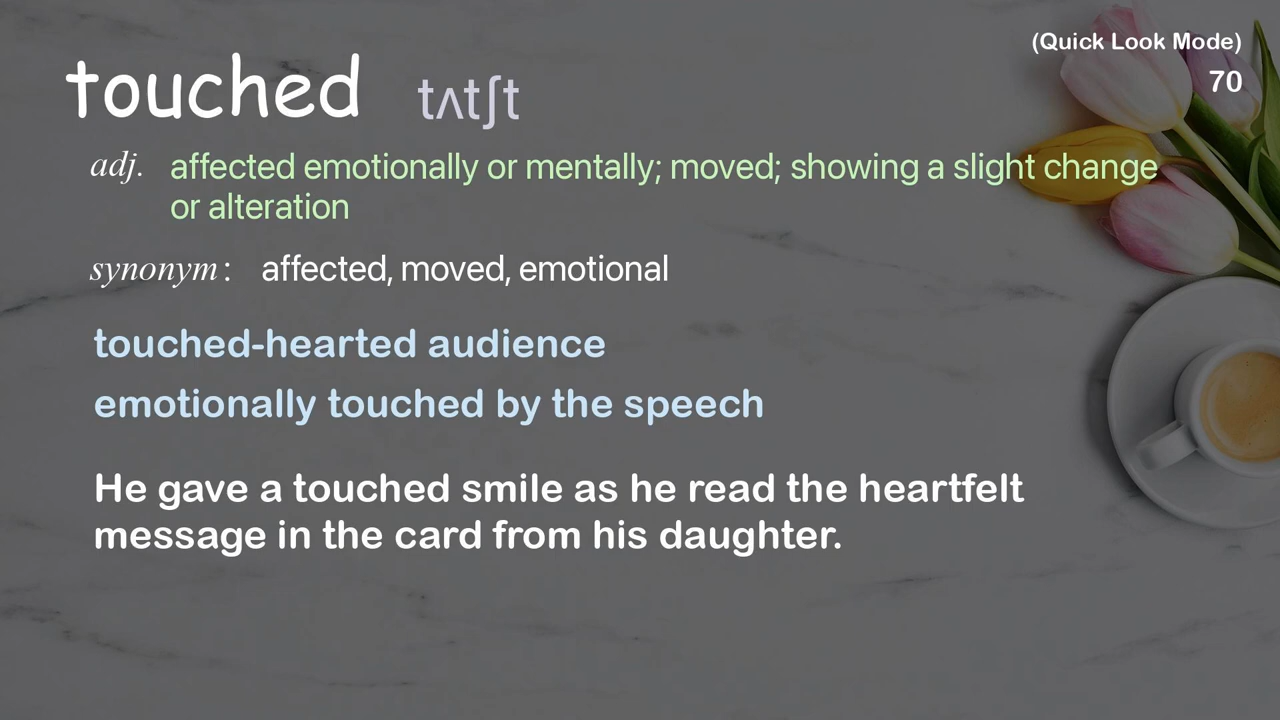 (Quick Look Mode)
70
touched tʌtʃt
adj. affected emotionally or mentally; moved; showing a slight change
or alteration
synonym: affected, moved, emotional
touched-hearted audience
emotionally touched by the speech
He gave a touched smile as he read the heartfelt
message in the card from his daughter.